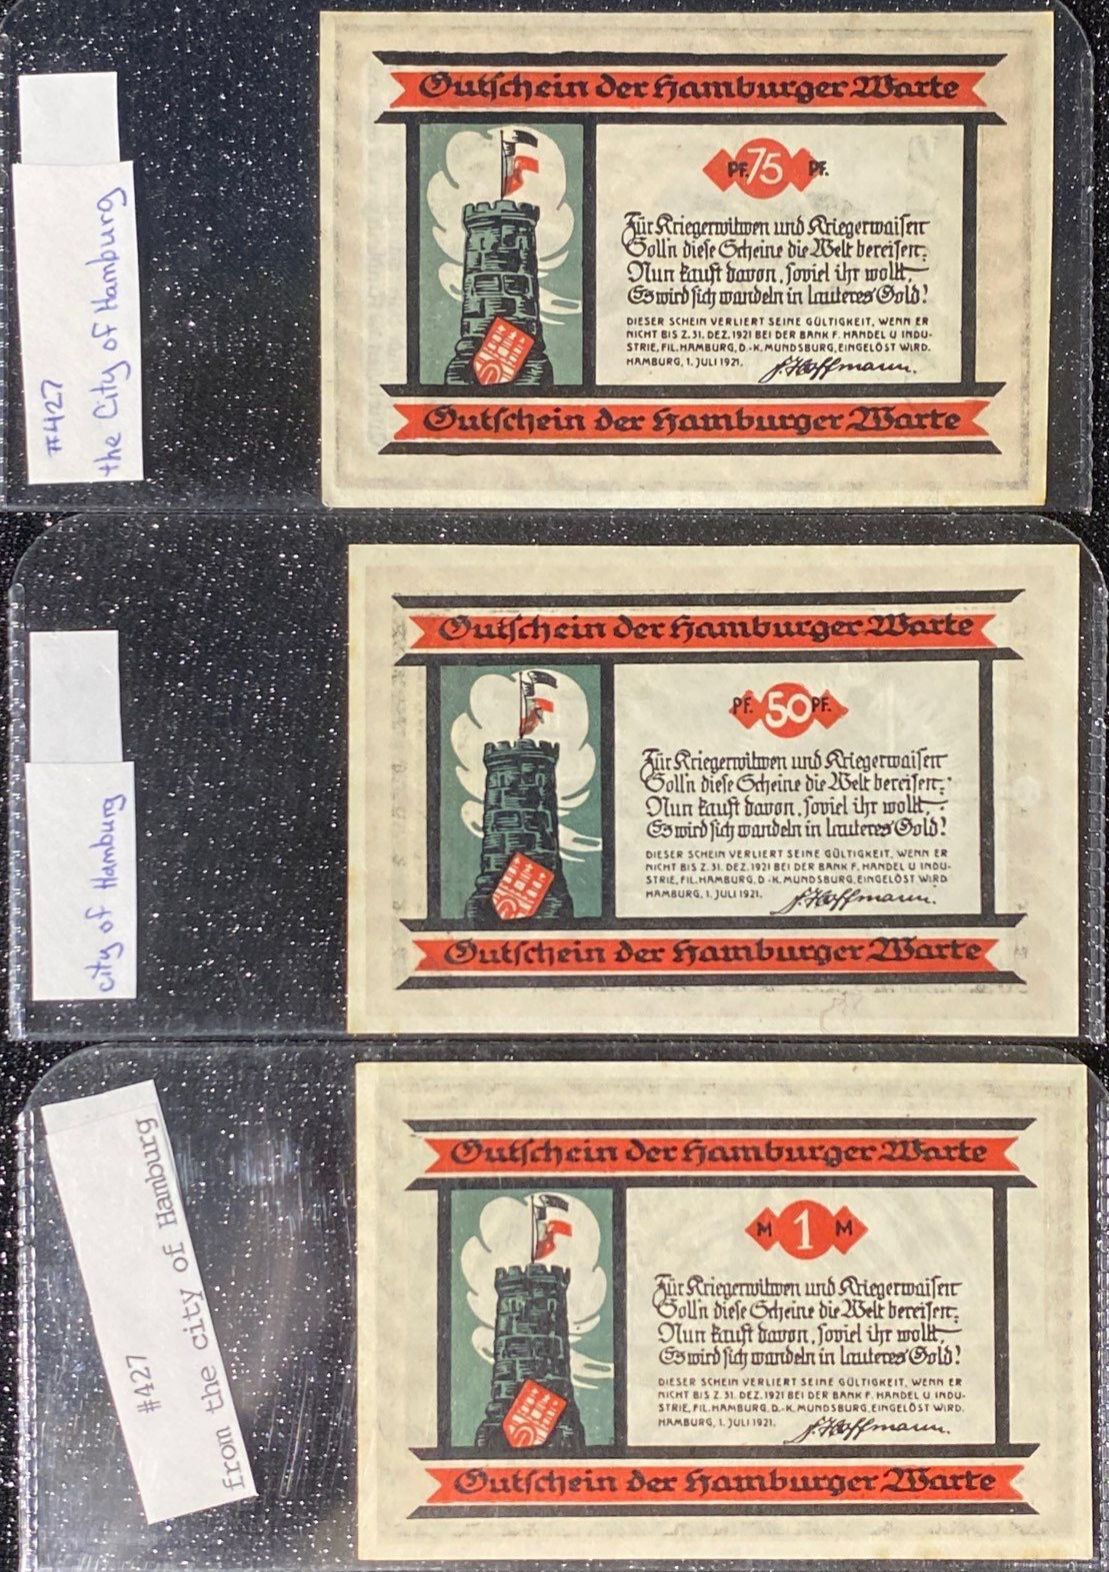 #427
the City of Hamburg
Gutschein der Hamburger Warte
PF. 75 PF.
Für Kriegerwitwen und Kriegerwaisen
Soll'n diese Scheine die Welt bereisen;
Nun kauft davon, soviel ihr wollt,
Es wird sich wandeln in lauteres Gold!
DIESER SCHEIN VERLIERT SEINE GÜLTIGKEIT, WENN ER
NICHT BIS Z. 31. DEZ. 1921 BEI DER BANK F. HANDEL U INDU-
STRIE, FIL. HAMBURG, D.-K. MUNDSBURG, EINGELÖST WIRD.
HAMBURG, 1. JULI 1921. Hoffmann.
Gutschein der Hamburger Warte
city of Hamburg
Gutschein der Hamburger Warte
PF. 50 PF.
Für Kriegerwitwen und Kriegerwaisen
Soll'n diese Scheine die Welt bereisen;
Nun kauft davon, soviel ihr wollt,
Es wird sich wandeln in lauteres Gold!
DIESER SCHEIN VERLIERT SEINE GÜLTIGKEIT, WENN ER
NICHT BIS Z. 31. DEZ. 1921 BEI DER BANK F. HANDEL U INDU-
STRIE, FIL. HAMBURG, D.-K. MUNDSBURG, EINGELÖST WIRD
HAMBURG, 1. JULI 1921. Hoffmann.
Gutschein der Hamburger Warte
#427
from the city of Hamburg
Gutschein der Hamburger Warte
M 1 M
Für Kriegerwitwen und Kriegerwaisen
Soll'n diese Scheine die Welt bereisen;
Nun kauft davon, soviel ihr wollt,
Es wird sich wandeln in lauteres Gold!
DIESER SCHEIN VERLIERT SEINE GÜLTIGKEIT, WENN ER
NICHT BIS Z. 31. DEZ. 1921 BEI DER BANK F. HANDEL U INDU-
STRIE, FIL. HAMBURG, D.-K. MUNDSBURG, EINGELÖST WIRD.
HAMBURG, 1. JULI 1921. Hoffmann.
Gutschein der Hamburger Warte